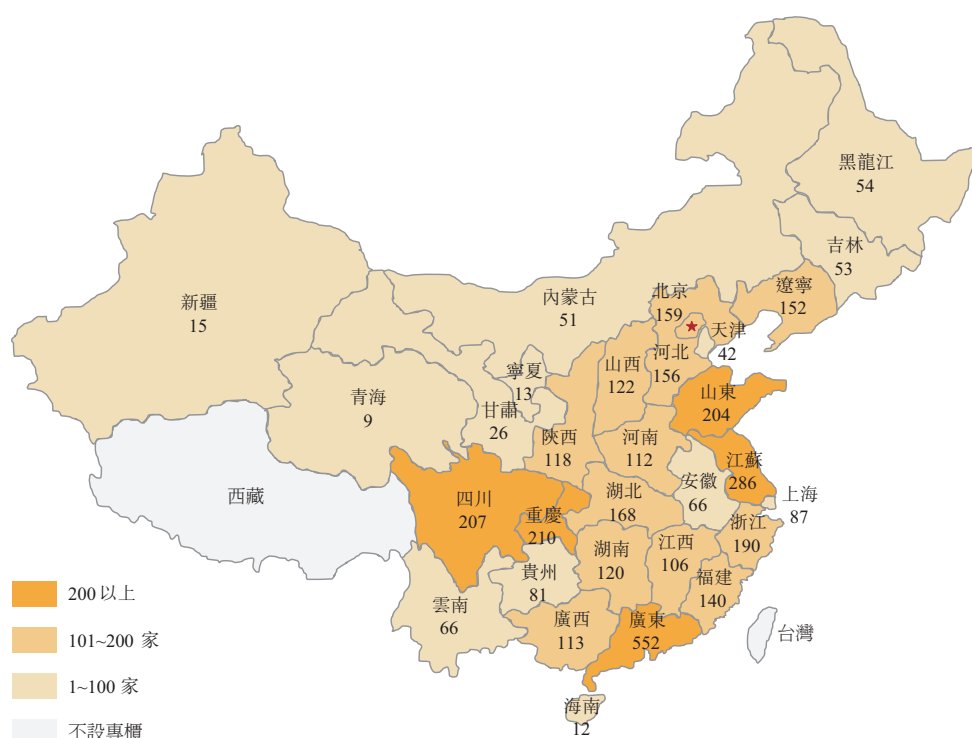 黑龍江
54
吉林
53
遼寧
152
北京
159
天津
42
內蒙古
51
新疆
15
河北
156
山西
122
寧夏
13
山東
204
青海
9
甘肅
26
陝西
118
河南
112
江蘇
286
安徽
66
上海
87
西藏
四川
207
重慶
210
湖北
168
浙江
190
湖南
120
江西
106
貴州
81
福建
140
雲南
66
廣西
113
廣東
552
台灣
海南
12
200 以上
101~200 家
1~100 家
不設專櫃